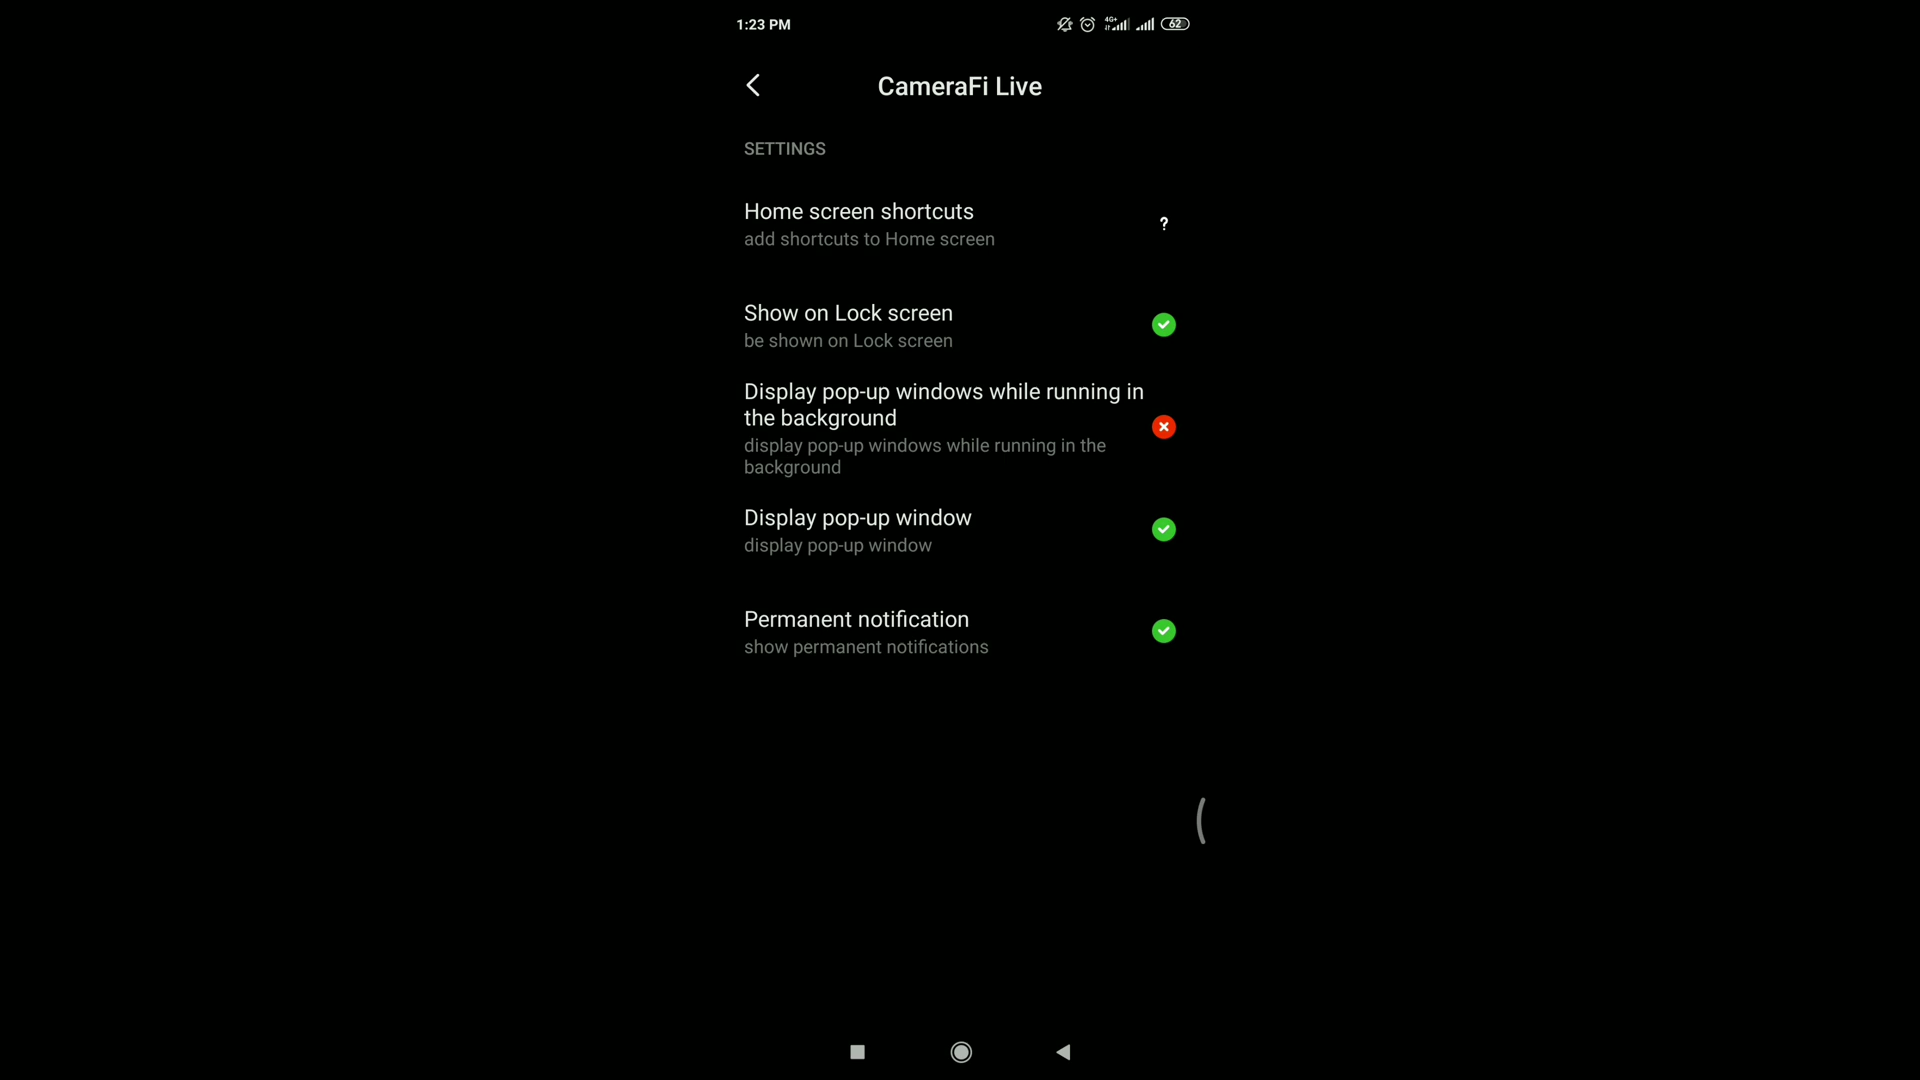 1:23 PM
4G+
62
CameraFi Live
SETTINGS
Home screen shortcuts
add shortcuts to Home screen
?
Show on Lock screen
be shown on Lock screen
Display pop-up windows while running in
the background
display pop-up windows while running in the
background
Display pop-up window
display pop-up window
Permanent notification
show permanent notifications